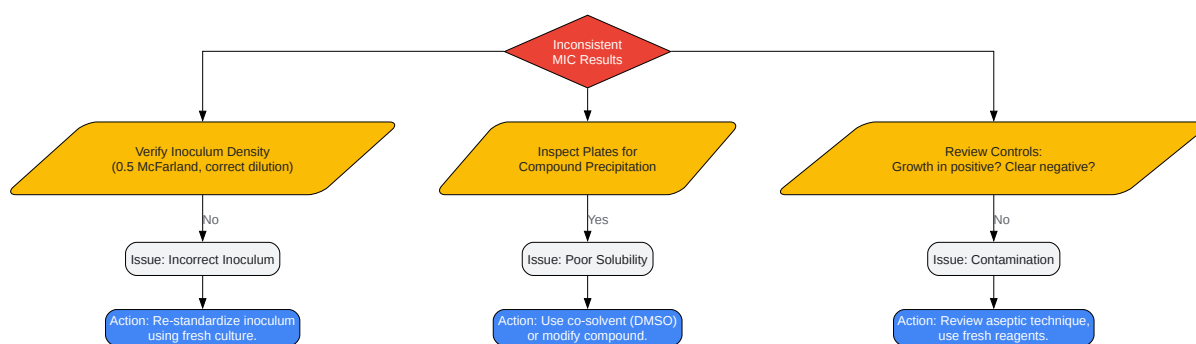 Inconsistent
MIC Results
Verify Inoculum Density
(0.5 McFarland, correct dilution)
Inspect Plates for
Compound Precipitation
Review Controls:
Growth in positive? Clear negative?
No
Yes
No
Issue: Incorrect Inoculum
Issue: Poor Solubility
Issue: Contamination
Action: Re-standardize inoculum
using fresh culture.
Action: Use co-solvent (DMSO)
or modify compound.
Action: Review aseptic technique,
use fresh reagents.